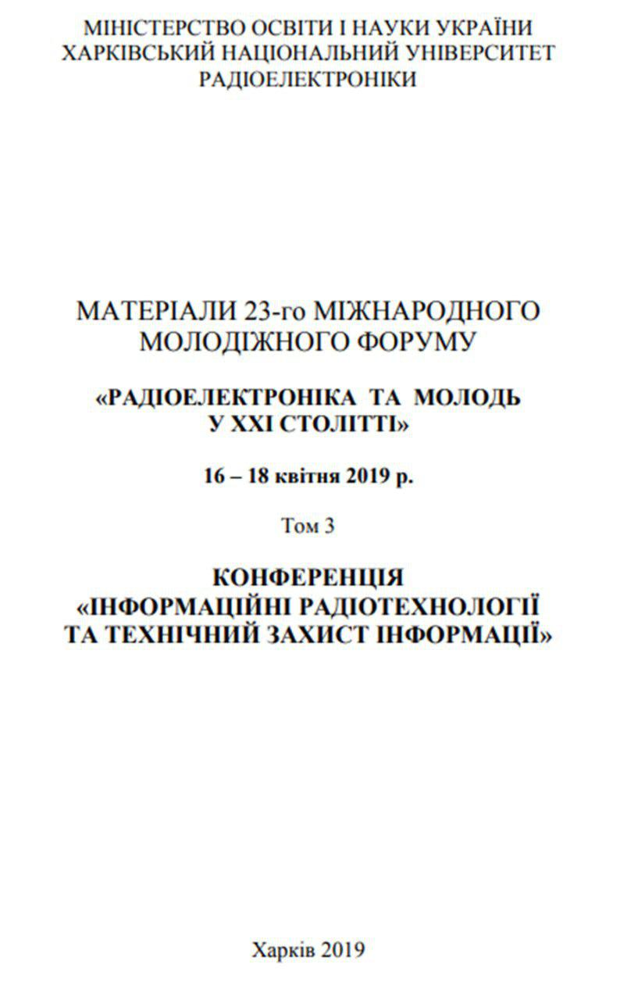 МІНІСТЕРСТВО ОСВІТИ І НАУКИ УКРАЇНИ
ХАРКІВСЬКИЙ НАЦІОНАЛЬНИЙ УНІВЕРСИТЕТ
РАДІОЕЛЕКТРОНІКИ
МАТЕРІАЛИ 23-го МІЖНАРОДНОГО
МОЛОДІЖНОГО ФОРУМУ
«РАДІОЕЛЕКТРОНІКА ТА МОЛОДЬ
У ХХІ СТОЛІТТІ»
16 – 18 квітня 2019 р.
Том 3
КОНФЕРЕНЦІЯ
«ІНФОРМАЦІЙНІ РАДІОТЕХНОЛОГІЇ
ТА ТЕХНІЧНИЙ ЗАХИСТ ІНФОРМАЦІЇ»
Харків 2019